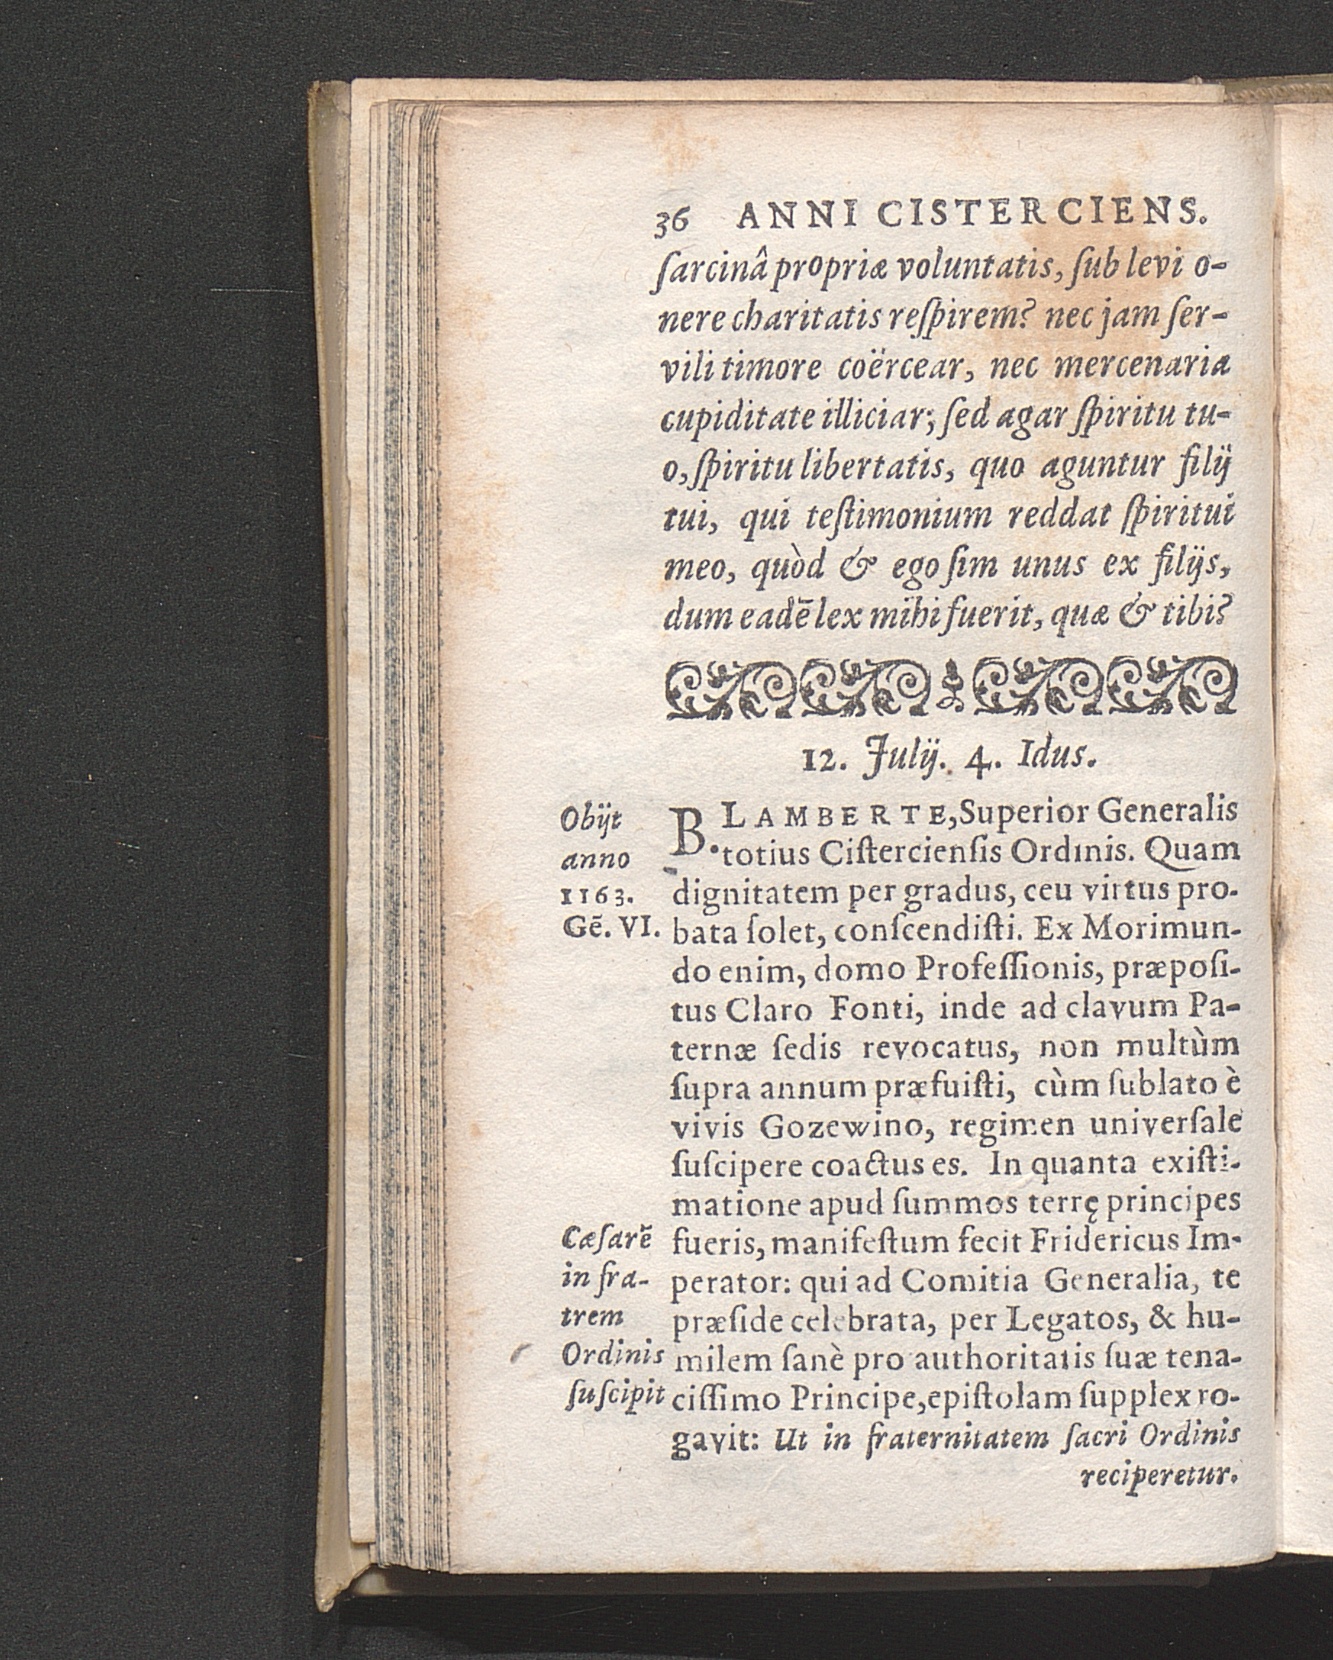 36 ANNI CISTERCIENS.
ſarcinâ propriæ voluntatis, ſub levi o-
nere charitatis reſpirem? nec jam ſer-
vili timore coërcear, nec mercenaria
cupiditate illiciar; ſed agar ſpiritu tu-
o, ſpiritu libertatis, quo aguntur filij
tui, qui teſtimonium reddat ſpiritui
meo, quòd & ego ſim unus ex filijs,
dum eadē lex mihi fuerit, quæ & tibi?
12. Julij. 4. Idus.
Obijt
anno
1163.
Gē. VI.
B. LAMBERTE, Superior Generalis
totius Ciſtercienſis Ordinis. Quam
dignitatem per gradus, ceu virtus pro-
bata ſolet, conſcendiſti. Ex Morimun-
do enim, domo Profeſſionis, præpoſi-
tus Claro Fonti, inde ad clavum Pa-
ternæ ſedis revocatus, non multùm
ſupra annum præfuiſti, cùm ſublato è
vivis Gozewino, regimen univerſale
ſuſcipere coactus es. In quanta exiſti-
matione apud ſummos terrę principes
fueris, manifeſtum fecit Fridericus Im-
perator: qui ad Comitia Generalia, te
præſide celebrata, per Legatos, & hu-
milem ſanè pro authoritatis ſuæ tena-
ciſſimo Principe, epiſtolam ſupplex ro-
gavit: Ut in fraternitatem ſacri Ordinis
reciperetur.
Cæſarē
in fra-
trem
Ordinis
ſuſcipit